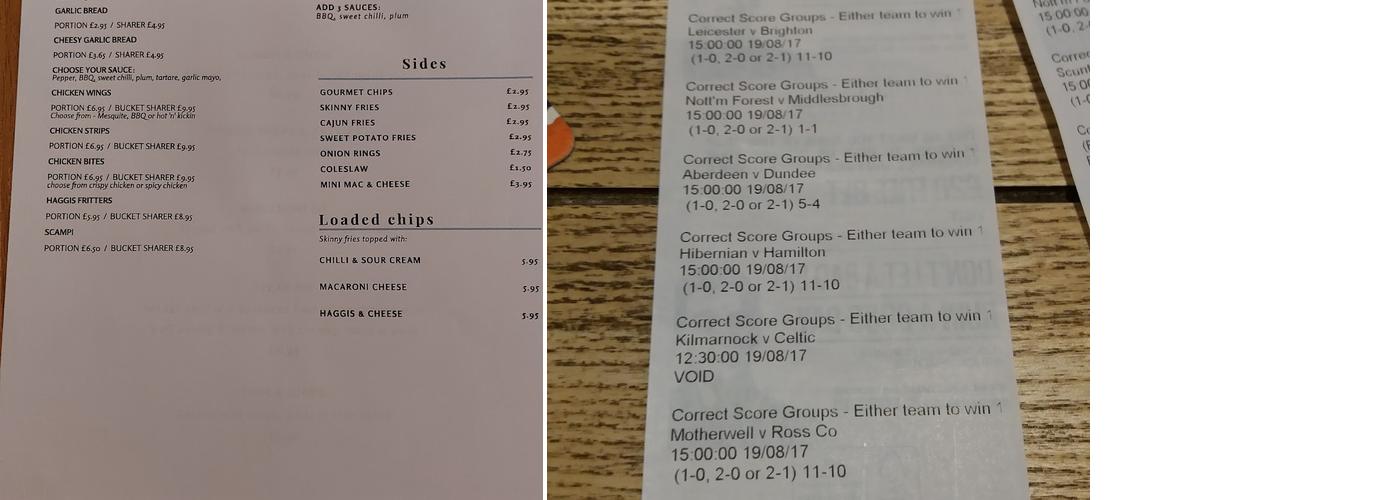 GARLIC BREAD
PORTION £2.95 / SHARER £4.95
CHEESY GARLIC BREAD
PORTION £3.65 / SHARER £4.95
CHOOSE YOUR SAUCE:
Pepper, BBQ, sweet chilli, plum, tartare, garlic mayo,
CHICKEN WINGS
PORTION £6.95 / BUCKET SHARER £9.95
Choose from - Mesquite, BBQ or hot 'n' kickin
CHICKEN STRIPS
PORTION £6.95 / BUCKET SHARER £9.95
CHICKEN BITES
PORTION £6.95 / BUCKET SHARER £9.95
choose from crispy chicken or spicy chicken
HAGGIS FRITTERS
PORTION £5.95 / BUCKET SHARER £8.95
SCAMPI
PORTION £6.50 / BUCKET SHARER £8.95
ADD 3 SAUCES:
BBQ, sweet chilli, plum
Sides
GOURMET CHIPS £2.95
SKINNY FRIES £2.95
CAJUN FRIES £2.95
SWEET POTATO FRIES £2.95
ONION RINGS £2.75
COLESLAW £1.50
MINI MAC & CHEESE £3.95
Loaded chips
Skinny fries topped with:
CHILLI & SOUR CREAM 5.95
MACARONI CHEESE 5.95
HAGGIS & CHEESE 5.95
Correct Score Groups - Either team to win
Leicester v Brighton
15:00:00 19/08/17
(1-0, 2-0 or 2-1) 11-10
Correct Score Groups - Either team to win
Nott'm Forest v Middlesbrough
15:00:00 19/08/17
(1-0, 2-0 or 2-1) 1-1
Correct Score Groups - Either team to win
Aberdeen v Dundee
15:00:00 19/08/17
(1-0, 2-0 or 2-1) 5-4
Correct Score Groups - Either team to win
Hibernian v Hamilton
15:00:00 19/08/17
(1-0, 2-0 or 2-1) 11-10
Correct Score Groups - Either team to win
Kilmarnock v Celtic
12:30:00 19/08/17
VOID
Correct Score Groups - Either team to win
Motherwell v Ross Co
15:00:00 19/08/17
(1-0, 2-0 or 2-1) 11-10